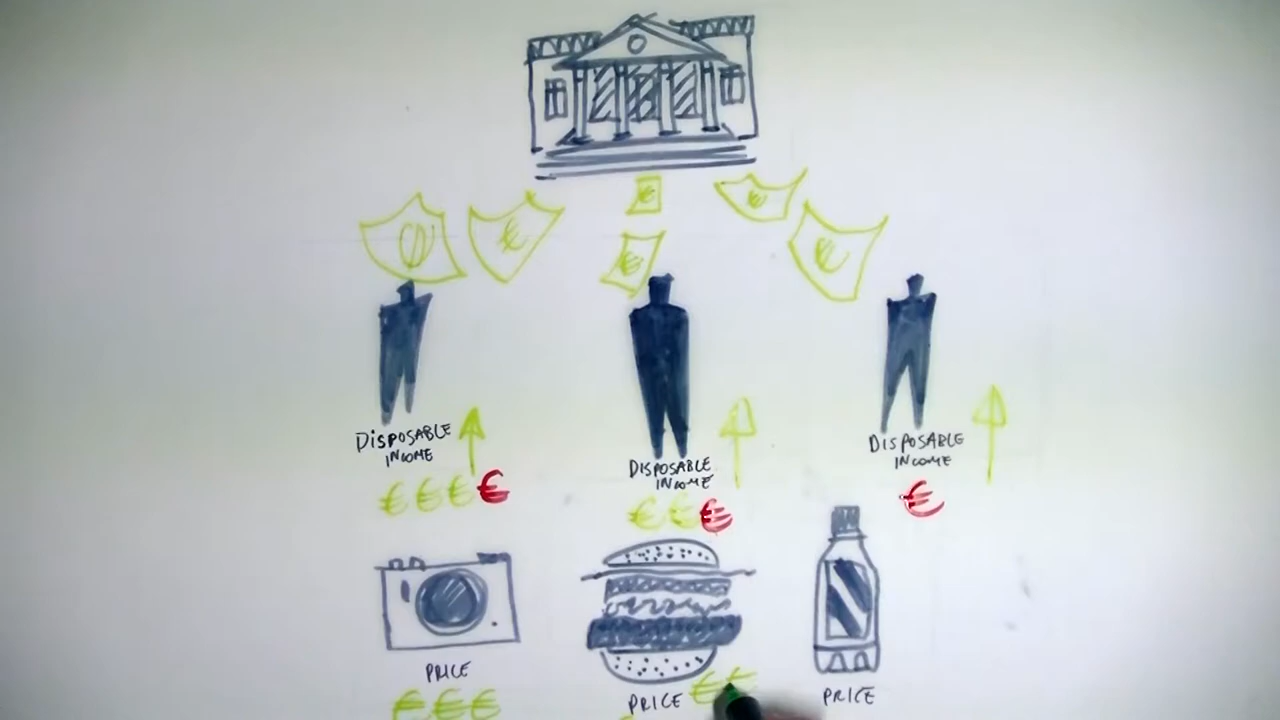 € € €
€ €
DISPOSABLE
INCOME
DISPOSABLE
INCOME
DISPOSABLE
INCOME
€ € € €
€ € €
€
PRICE
€ € €
PRICE € €
PRICE